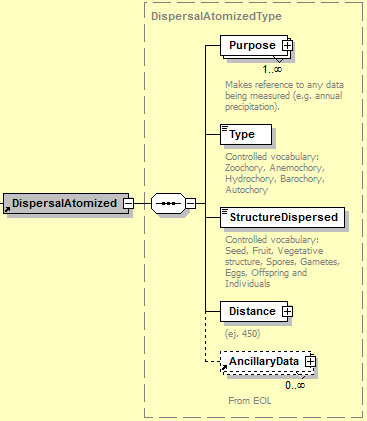 DispersalAtomizedType
Purpose
1..∞
Makes reference to any data
being measured (e.g. annual
precipitation).
Type
Controlled vocabulary:
Zoochory, Anemochory,
Hydrochory, Barochory,
Autochory
DispersalAtomized
StructureDispersed
Controlled vocabulary:
Seed, Fruit, Vegetative
structure, Spores, Gametes,
Eggs, Offspring and
Individuals
Distance
(ej. 450)
AncillaryData
0..∞
From EOL